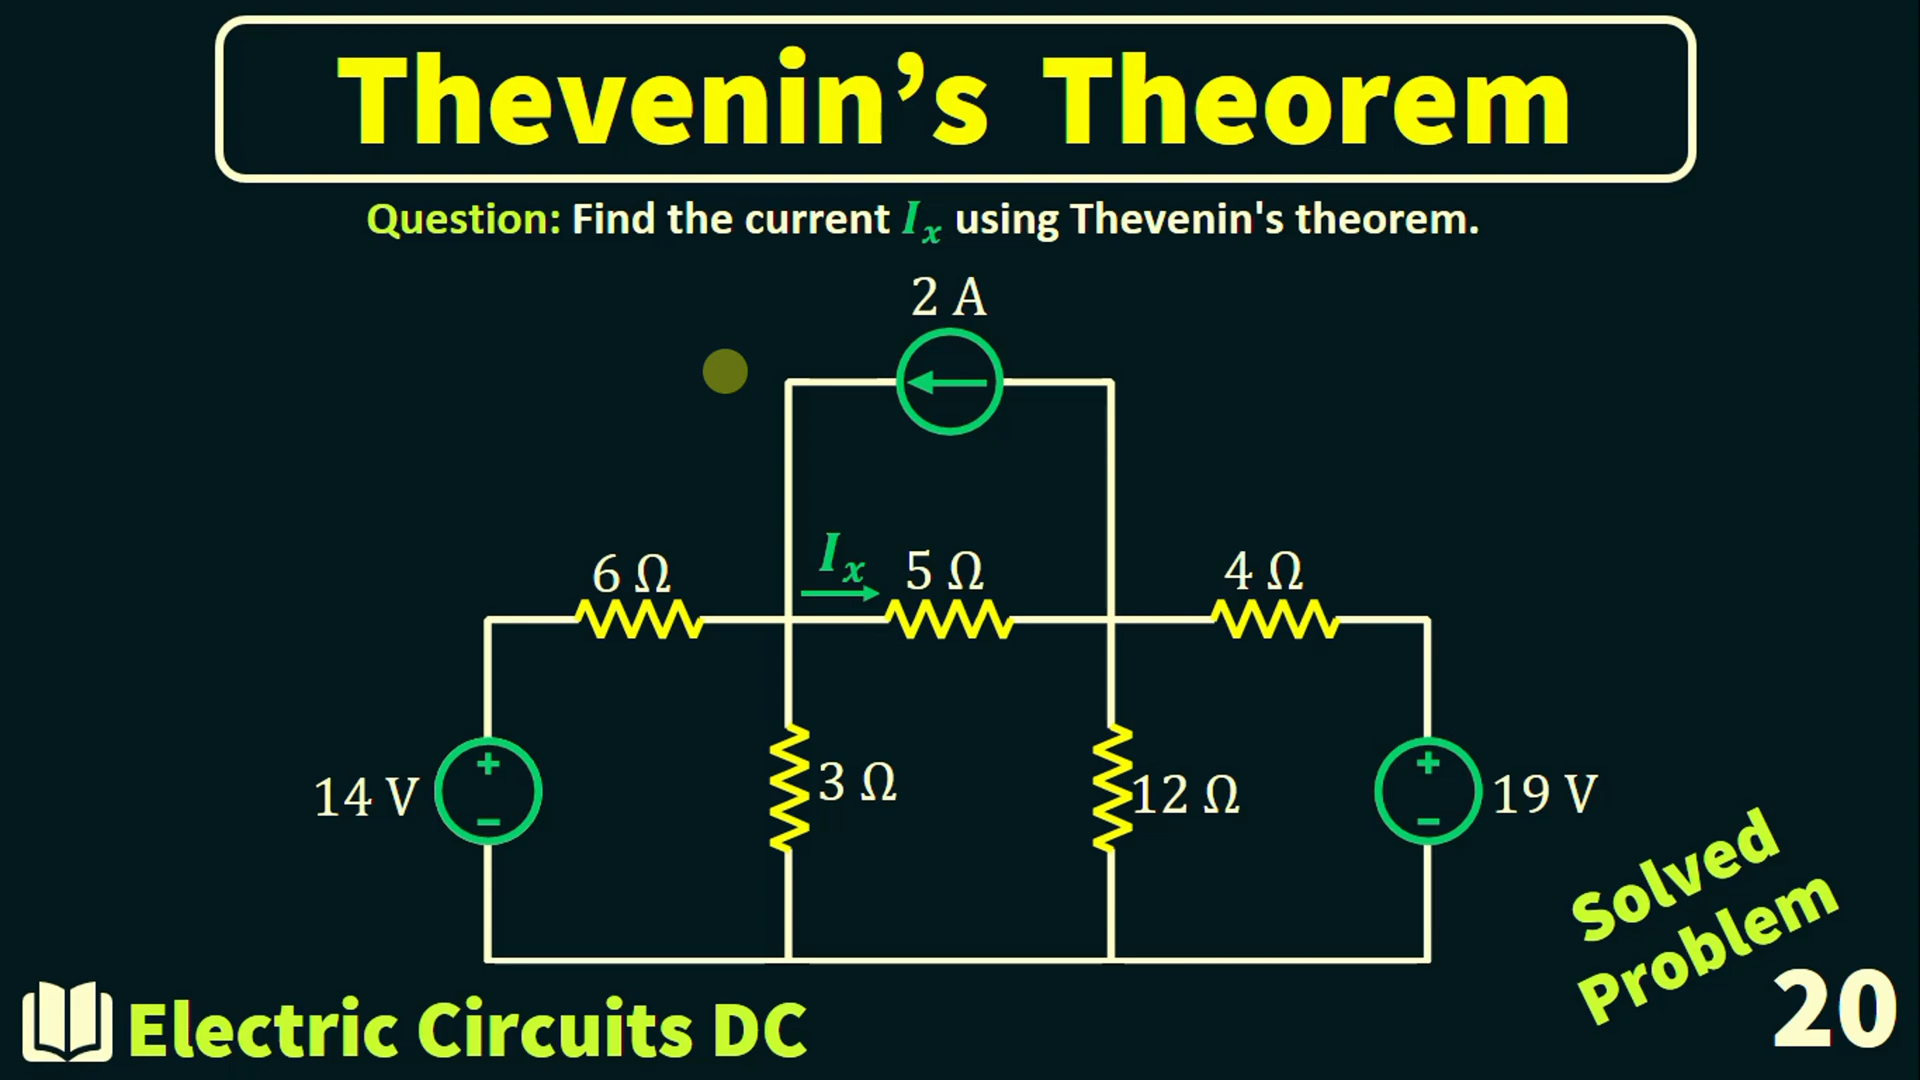 Thevenin’s Theorem
Question: Find the current Iₓ using Thevenin's theorem.
2 A
Iₓ
6 Ω
5 Ω
4 Ω
14 V
+
−
3 Ω
12 Ω
+
−
19 V
Solved
Problem
20
Electric Circuits DC